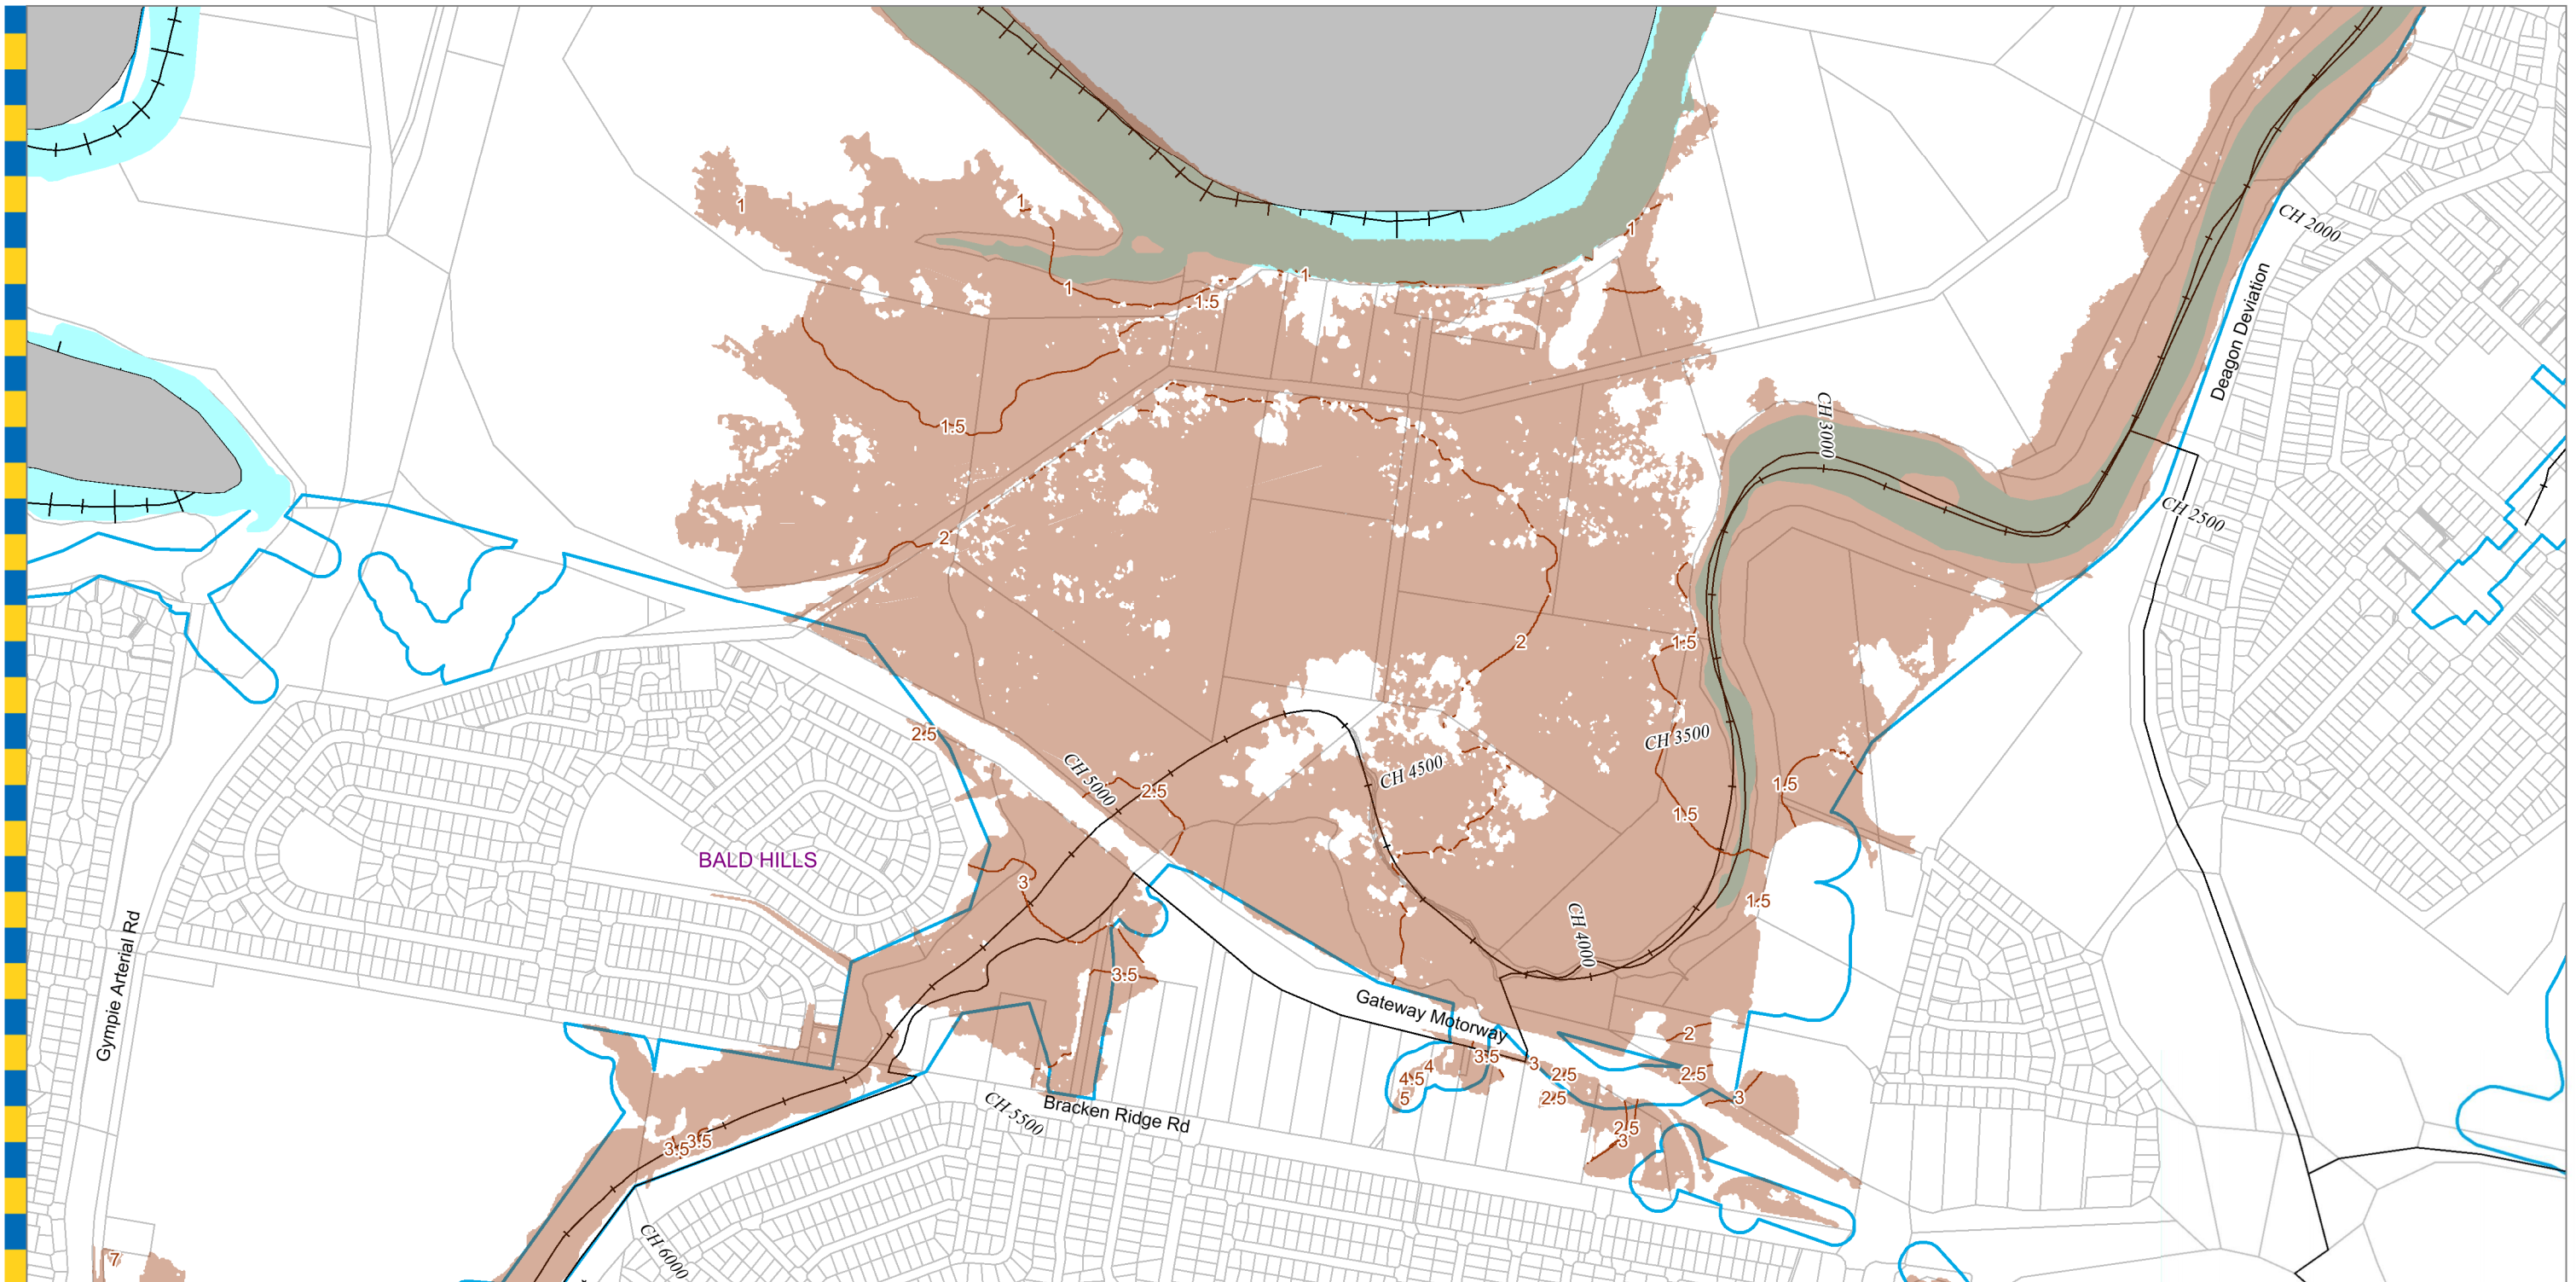 1
1
1
1
1
1.5
CH 2000
Deagon Deviation
1.5
CH 3000
CH 2500
2
2
1.5
2.5
CH 3500
CH 5000
2.5
CH 4500
1.5
1.5
BALD HILLS
3
1.5
Gympie Arterial Rd
CH 4000
3.5
Gateway Motorway
2
3.5
3
4
4.5
5
2.5
2.5
2.5
3
CH 5500
Bracken Ridge Rd
2.5
3
3.5
3.5
CH 6000
7